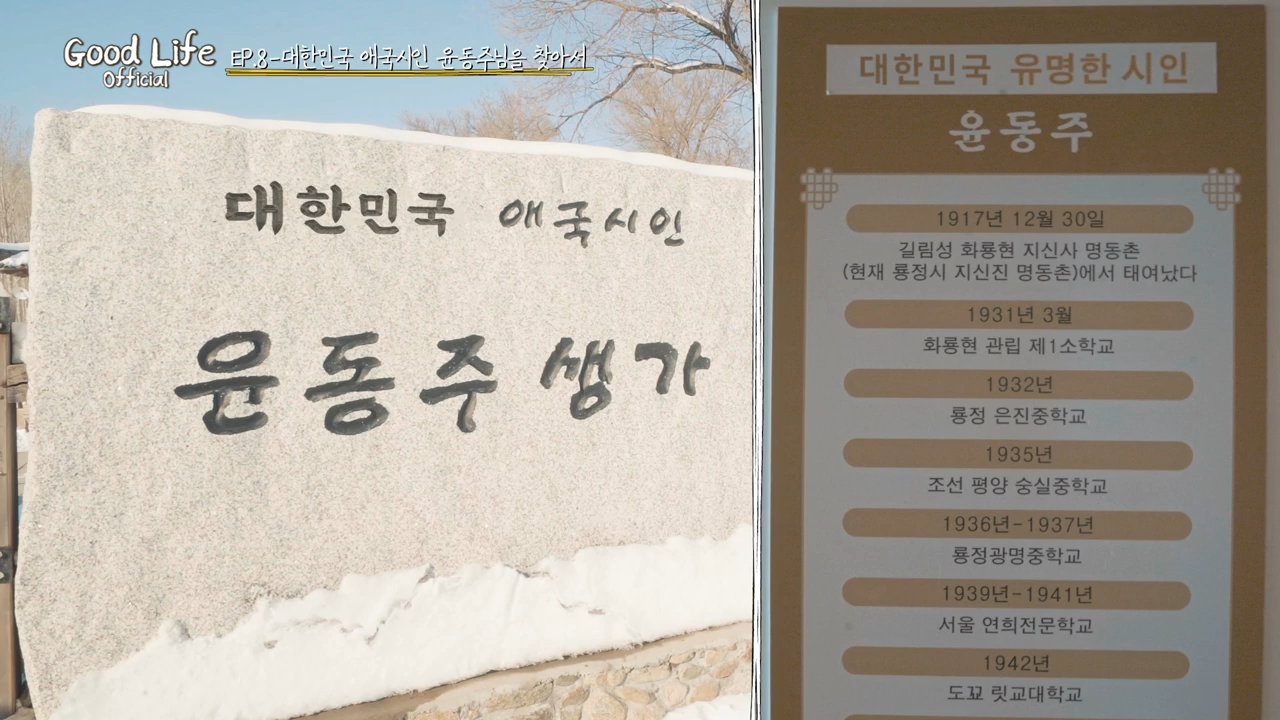 Good Life
Official
EP.8-대한민국 애국시인 윤동주님을 찾아서
대한민국 애국시인
윤동주 생가
대한민국 유명한 시인
윤동주
1917년 12월 30일
길림성 화룡현 지신사 명동촌
(현재 룡정시 지신진 명동촌)에서 태여났다
1931년 3월
화룡현 관립 제1소학교
1932년
룡정 은진중학교
1935년
조선 평양 숭실중학교
1936년-1937년
룡정광명중학교
1939년-1941년
서울 연희전문학교
1942년
도꾜 릿교대학교